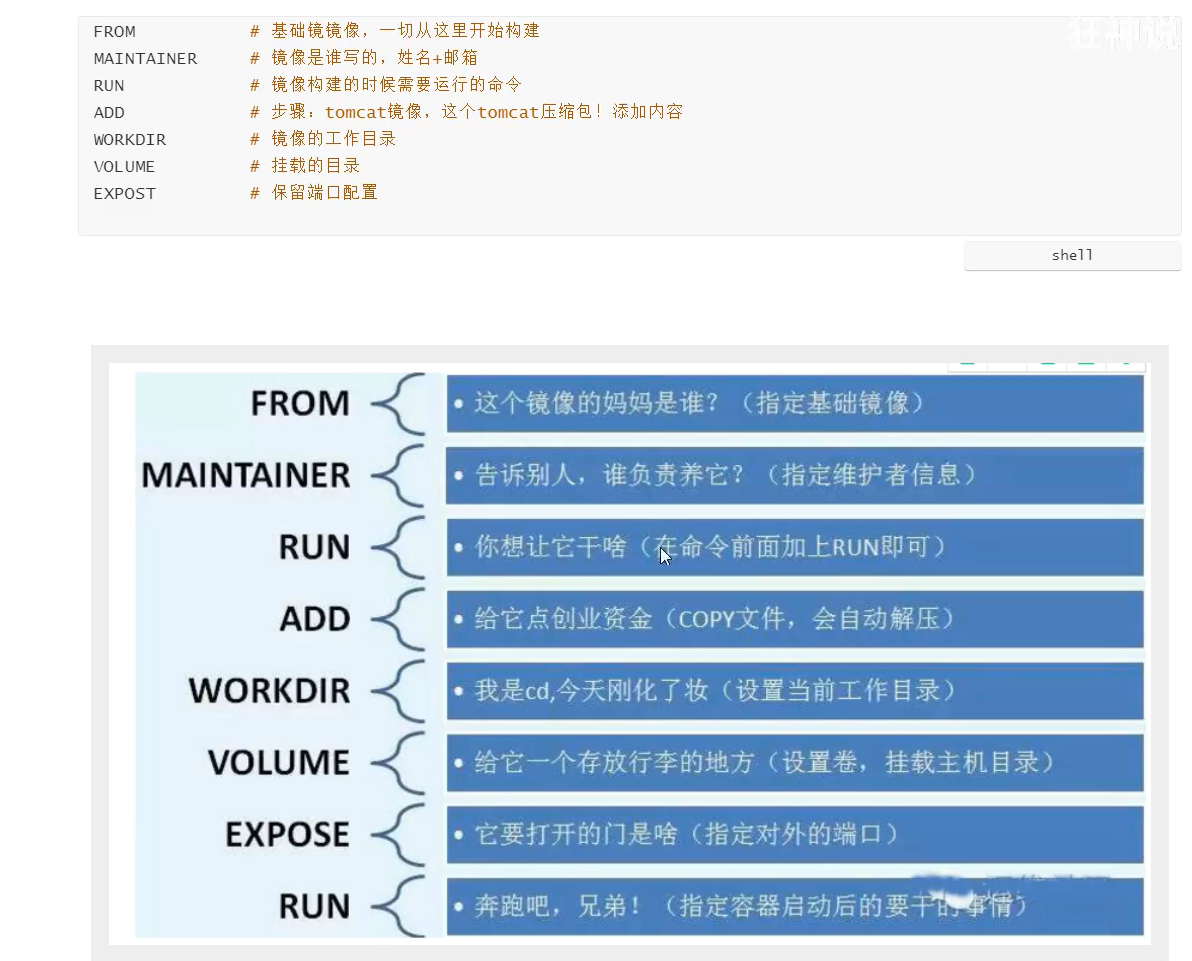 狂神说
FROM # 基础镜镜像，一切从这里开始构建
MAINTAINER # 镜像是谁写的，姓名+邮箱
RUN # 镜像构建的时候需要运行的命令
ADD # 步骤：tomcat镜像，这个tomcat压缩包！添加内容
WORKDIR # 镜像的工作目录
VOLUME # 挂载的目录
EXPOST # 保留端口配置
shell
FROM • 这个镜像的妈妈是谁？（指定基础镜像）
MAINTAINER • 告诉别人，谁负责养它？（指定维护者信息）
RUN • 你想让它干啥（在命令前面加上RUN即可）
ADD • 给它点创业资金（COPY文件，会自动解压）
WORKDIR • 我是cd,今天刚化了妆（设置当前工作目录）
VOLUME • 给它一个存放行李的地方（设置卷，挂载主机目录）
EXPOSE • 它要打开的门是啥（指定对外的端口）
RUN • 奔跑吧，兄弟！（指定容器启动后的要干的事情）